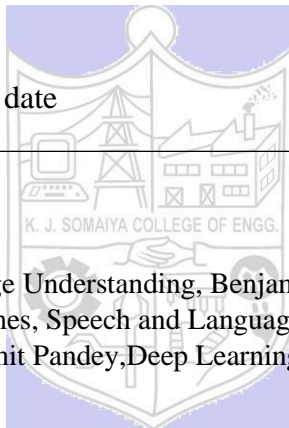 date
K. J. SOMAIYA COLLEGE OF ENGG.
ge Understanding, Benjam
nes, Speech and Languag
nit Pandey,Deep Learning